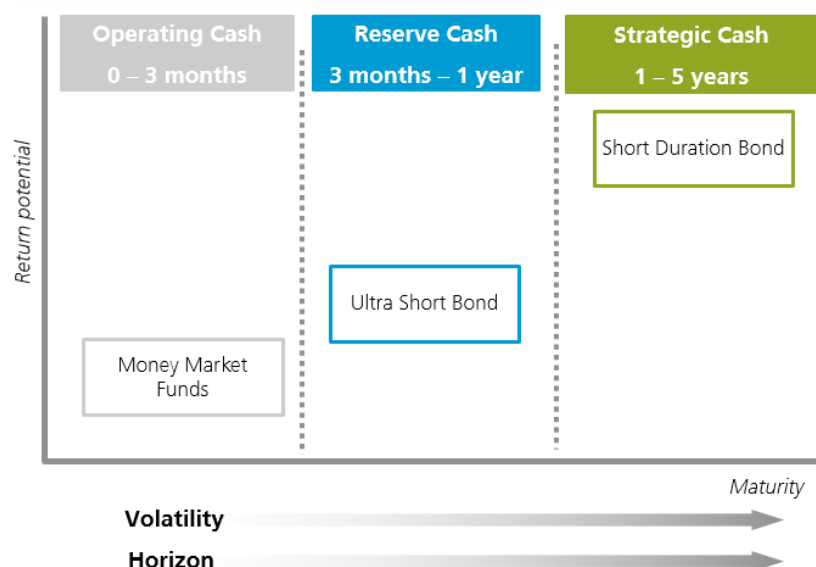 Operating Cash
0 – 3 months
Reserve Cash
3 months – 1 year
Strategic Cash
1 – 5 years
Return potential
Short Duration Bond
Ultra Short Bond
Money Market
Funds
Maturity
Volatility
Horizon